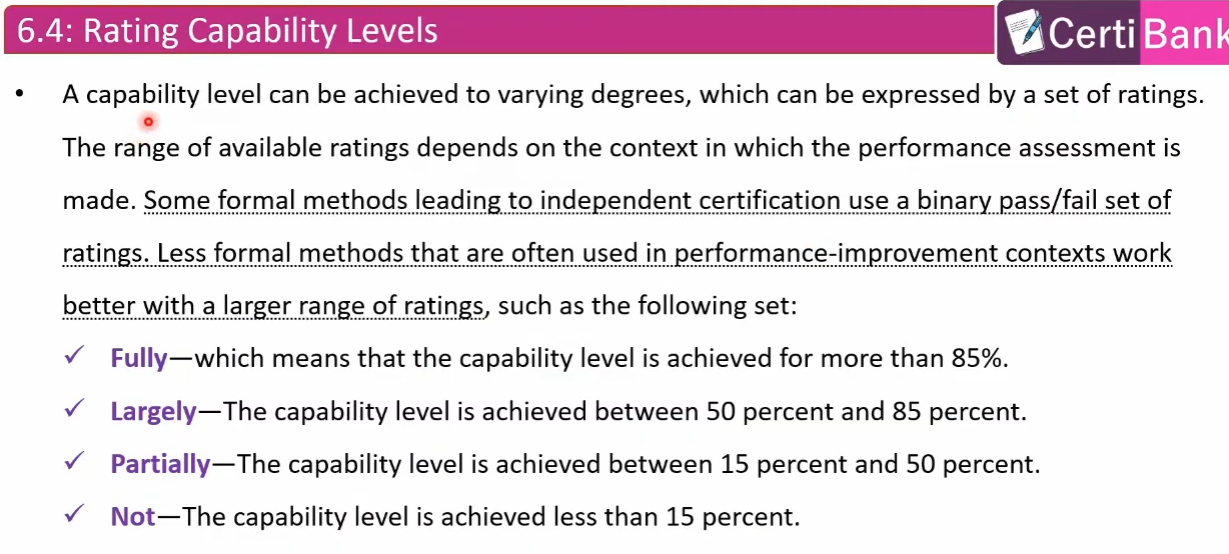 6.4: Rating Capability Levels
CertiBank
• A capability level can be achieved to varying degrees, which can be expressed by a set of ratings.
The range of available ratings depends on the context in which the performance assessment is
made. Some formal methods leading to independent certification use a binary pass/fail set of
ratings. Less formal methods that are often used in performance-improvement contexts work
better with a larger range of ratings, such as the following set:
✓ Fully—which means that the capability level is achieved for more than 85%.
✓ Largely—The capability level is achieved between 50 percent and 85 percent.
✓ Partially—The capability level is achieved between 15 percent and 50 percent.
✓ Not—The capability level is achieved less than 15 percent.